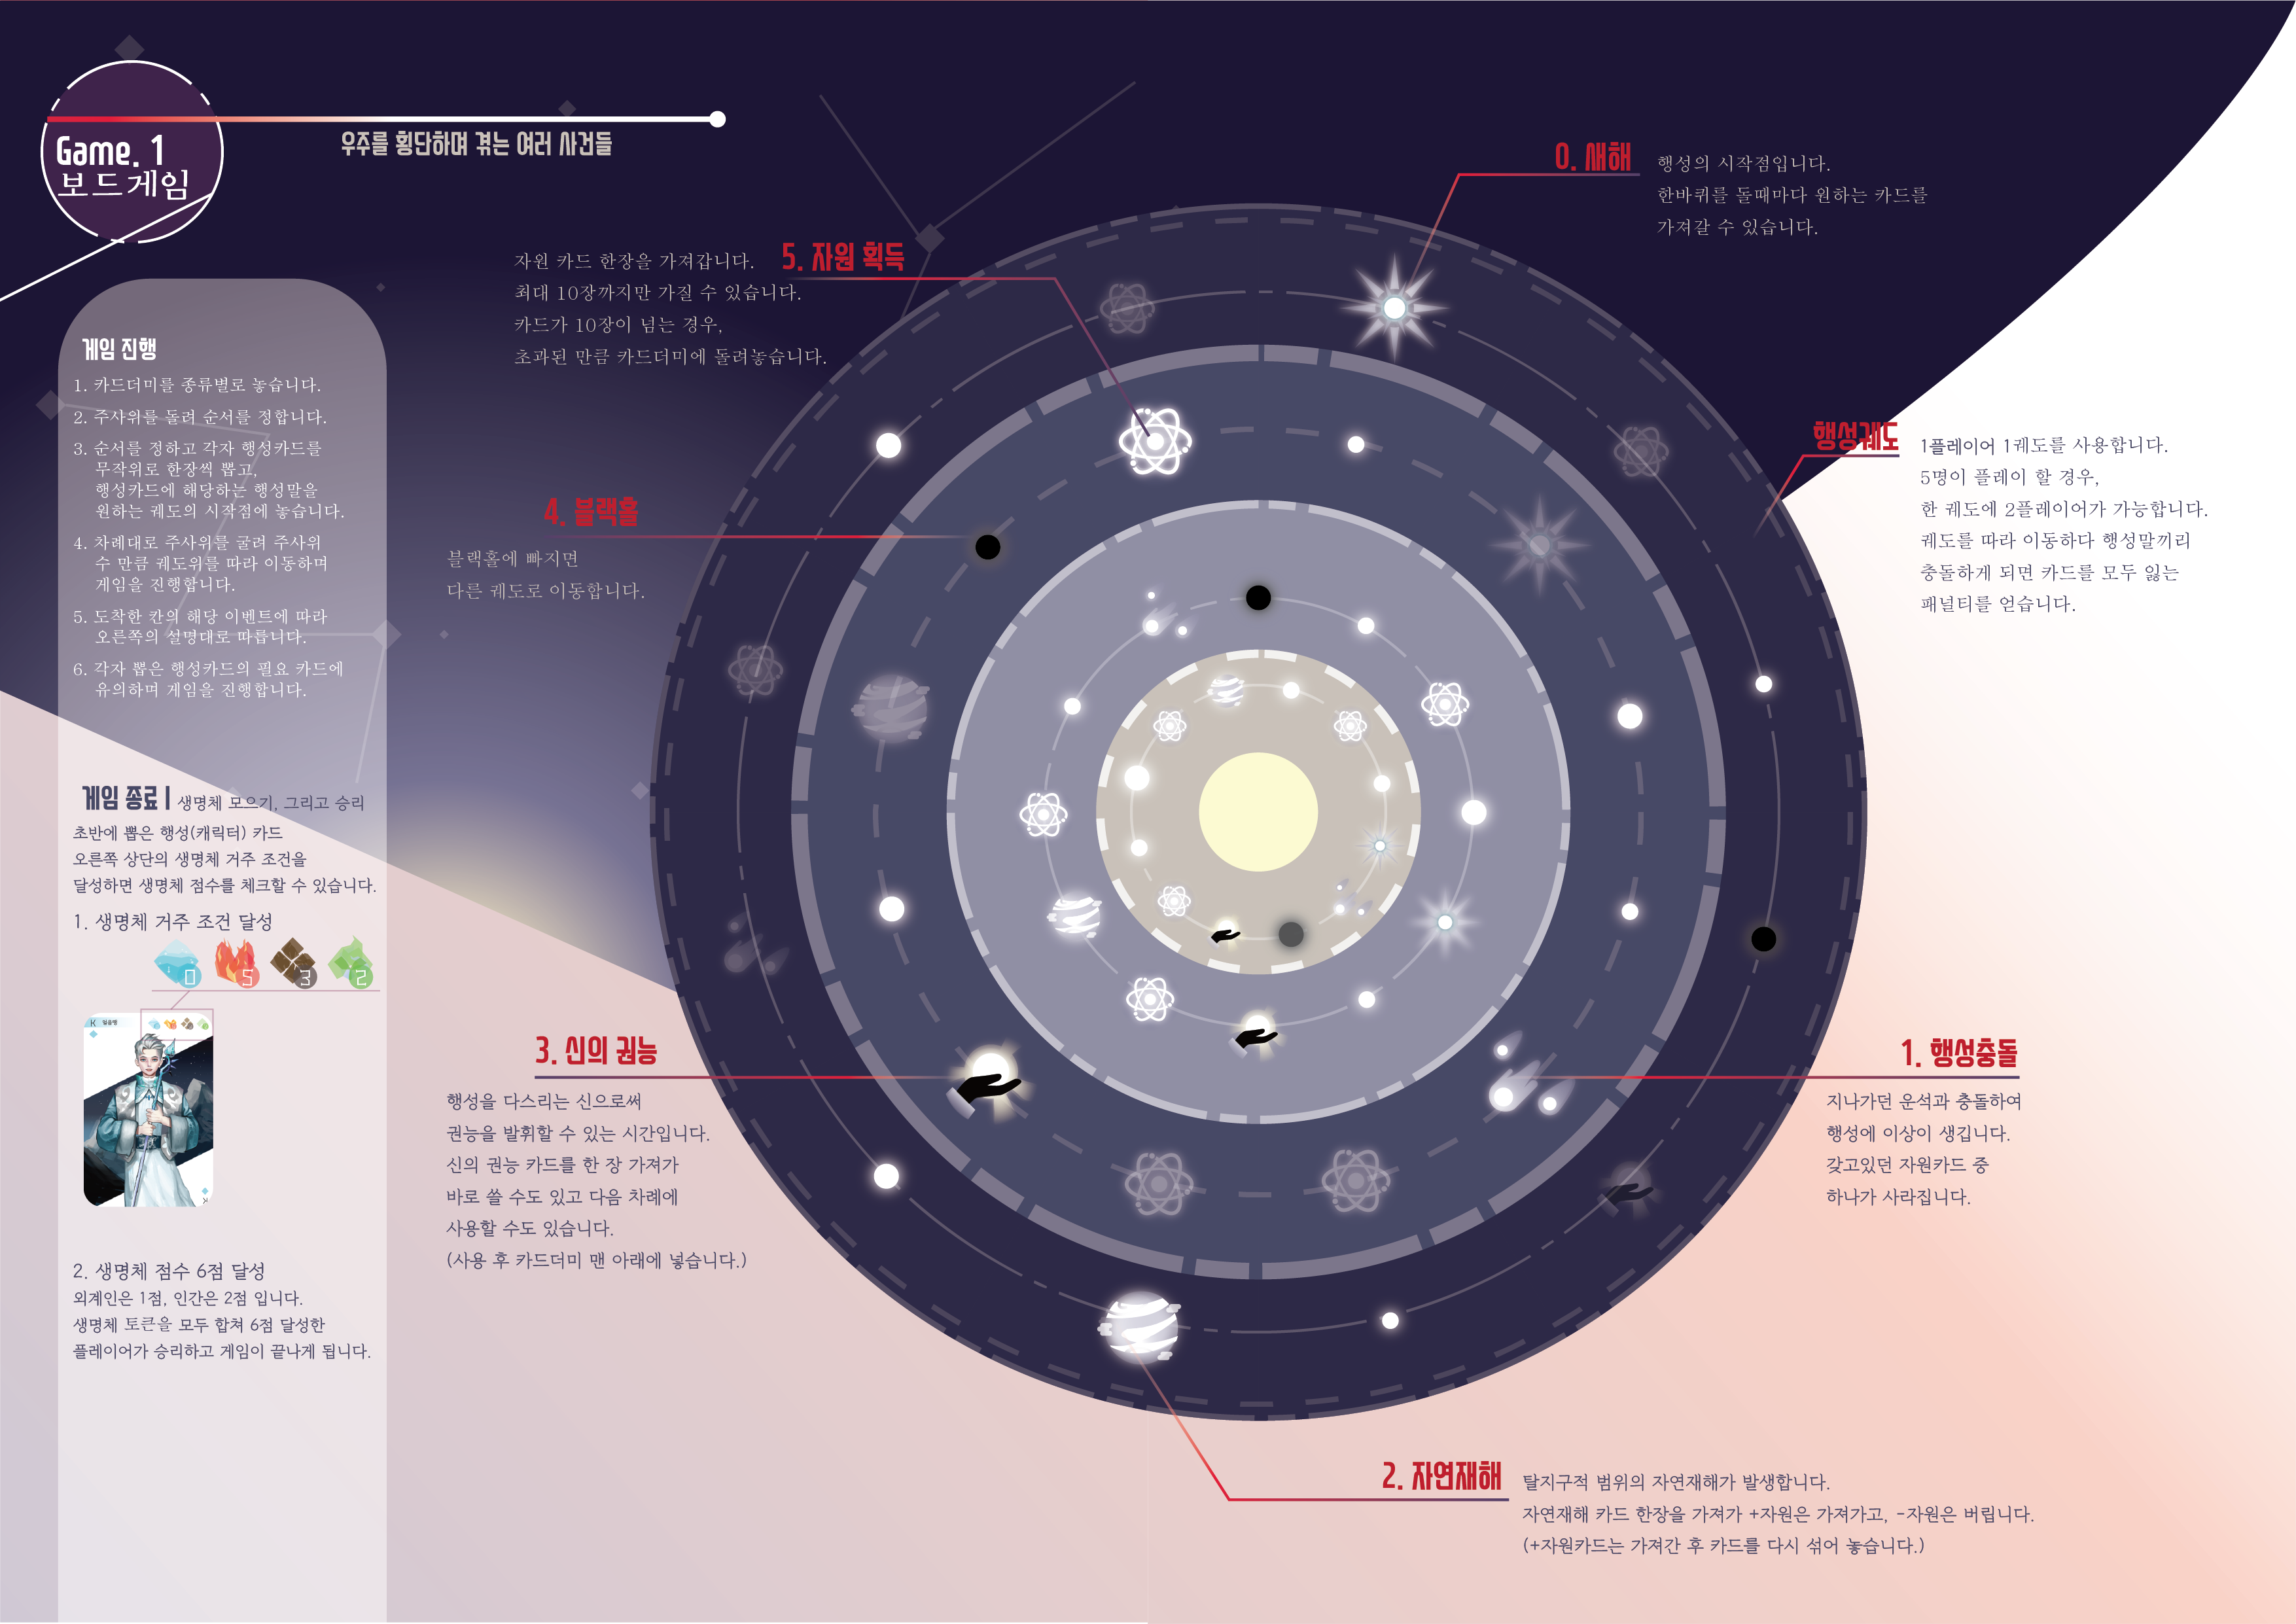 Game. 1
보드게임
우주를 횡단하며 겪는 여러 사건들
게임 진행
1. 카드더미를 종류별로 놓습니다.
2. 주사위를 돌려 순서를 정합니다.
3. 순서를 정하고 각자 행성카드를
무작위로 한장씩 뽑고,
행성카드에 해당하는 행성말을
원하는 궤도의 시작점에 놓습니다.
4. 차례대로 주사위를 굴려 주사위
수 만큼 궤도위를 따라 이동하며
게임을 진행합니다.
5. 도착한 칸의 해당 이벤트에 따라
오른쪽의 설명대로 따릅니다.
6. 각자 뽑은 행성카드의 필요 카드에
유의하며 게임을 진행합니다.
게임 종료 | 생명체 모으기, 그리고 승리
초반에 뽑은 행성(캐릭터) 카드
오른쪽 상단의 생명체 거주 조건을
달성하면 생명체 점수를 체크할 수 있습니다.
1. 생명체 거주 조건 달성
0 5 3 2
K 얼음행
K
2. 생명체 점수 6점 달성
외계인은 1점, 인간은 2점 입니다.
생명체 토큰을 모두 합쳐 6점 달성한
플레이어가 승리하고 게임이 끝나게 됩니다.
5. 자원 획득
자원 카드 한장을 가져갑니다.
최대 10장까지만 가질 수 있습니다.
카드가 10장이 넘는 경우,
초과된 만큼 카드더미에 돌려놓습니다.
4. 블랙홀
블랙홀에 빠지면
다른 궤도로 이동합니다.
3. 신의 권능
행성을 다스리는 신으로써
권능을 발휘할 수 있는 시간입니다.
신의 권능 카드를 한 장 가져가
바로 쓸 수도 있고 다음 차례에
사용할 수도 있습니다.
(사용 후 카드더미 맨 아래에 넣습니다.)
0. 새해
행성의 시작점입니다.
한바퀴를 돌때마다 원하는 카드를
가져갈 수 있습니다.
행성궤도
1플레이어 1궤도를 사용합니다.
5명이 플레이 할 경우,
한 궤도에 2플레이어가 가능합니다.
궤도를 따라 이동하다 행성말끼리
충돌하게 되면 카드를 모두 잃는
패널티를 얻습니다.
1. 행성충돌
지나가던 운석과 충돌하여
행성에 이상이 생깁니다.
갖고있던 자원카드 중
하나가 사라집니다.
2. 자연재해
탈지구적 범위의 자연재해가 발생합니다.
자연재해 카드 한장을 가져가 +자원은 가져가고, -자원은 버립니다.
(+자원카드는 가져간 후 카드를 다시 섞어 놓습니다.)